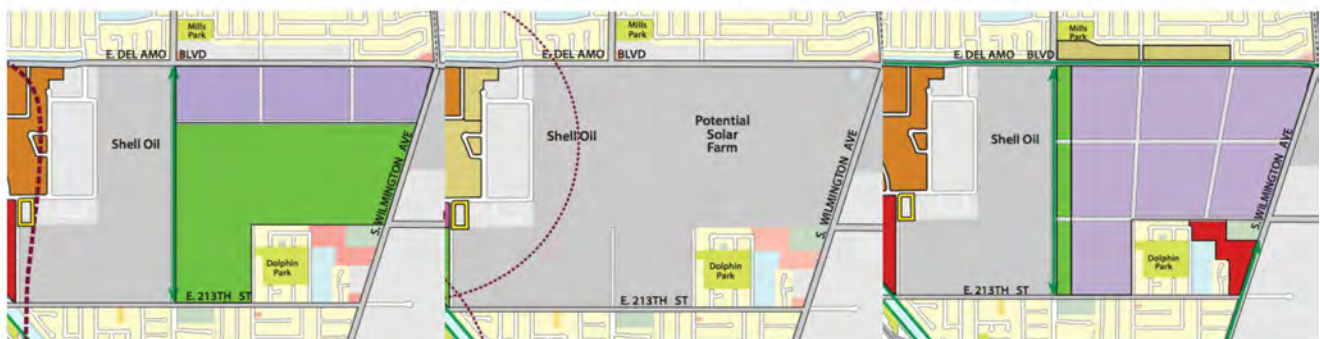 Mills
Park
E. DEL AMO BLVD
Shell Oil
S. WILMINGTON AVE
Dolphin
Park
E. 213TH ST
Mills
Park
E. DEL AMO BLVD
Shell Oil
Potential
Solar
Farm
S. WILMINGTON AVE
Dolphin
Park
E. 213TH ST
Mills
Park
E. DEL AMO BLVD
Shell Oil
S. WILMINGTON AVE
Dolphin
Park
E. 213TH ST